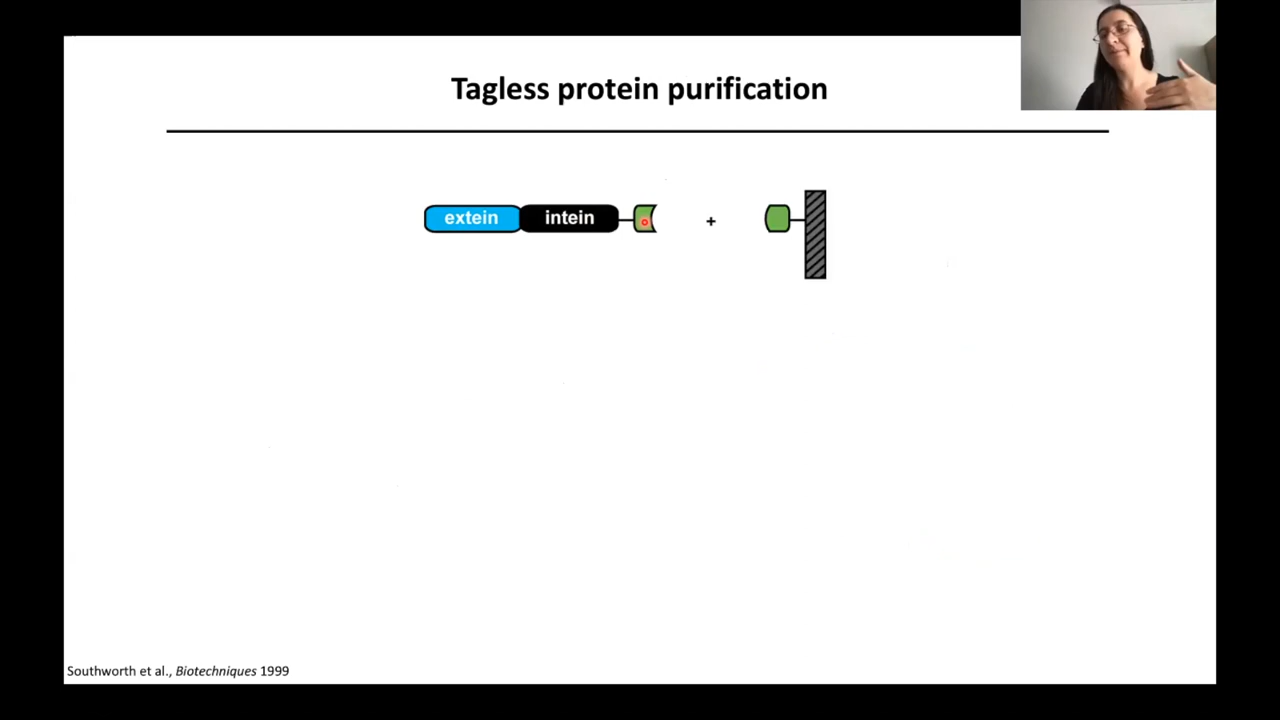 Tagless protein purification
extein intein +
Southworth et al., Biotechniques 1999